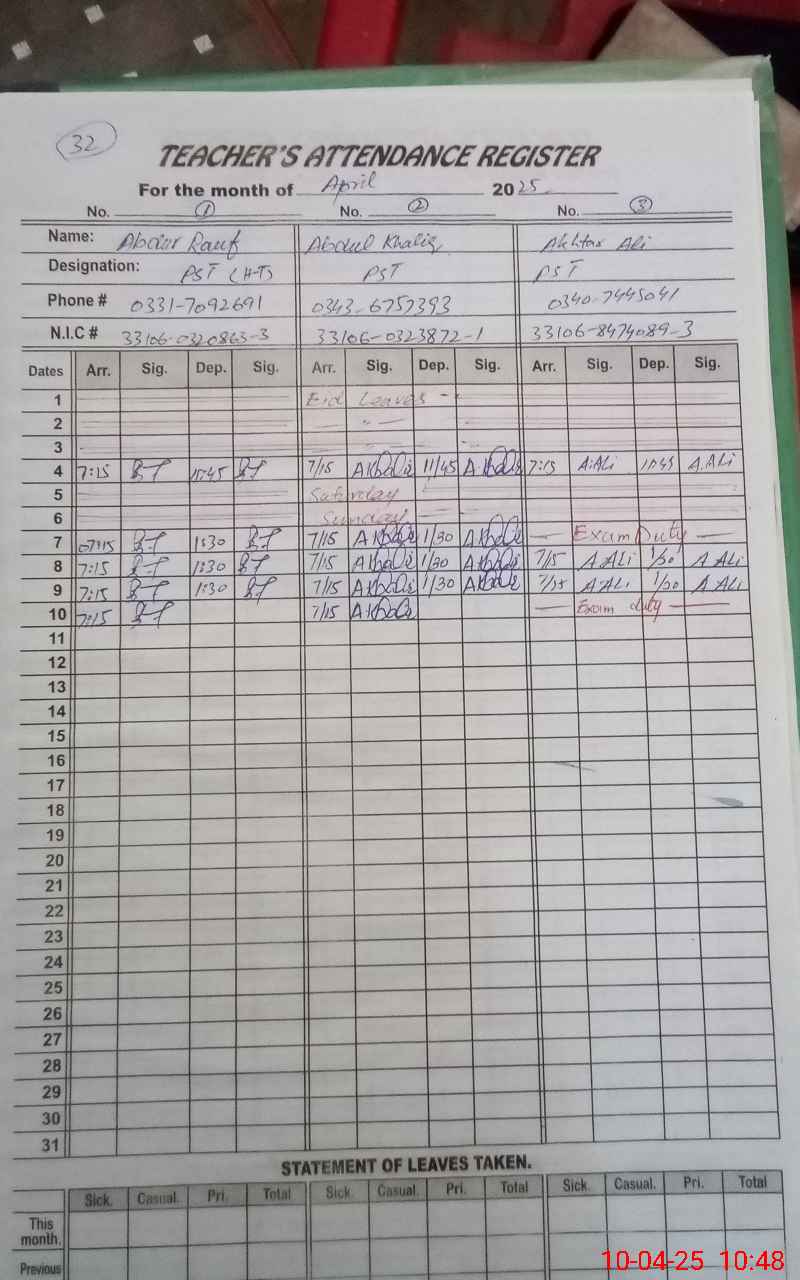 32
TEACHER'S ATTENDANCE REGISTER
For the month of April 2025
No. 1 No. 2 No. 3
Name: Abdur Rauf Abdul Khaliq Akhtar Ali
Designation: PST (H-T) PST PST
Phone # 0331-7092691 0343-6757393 0340-7445041
N.I.C # 33106-0320863-3 33106-0323872-1 33106-8474089-3
Dates Arr. Sig. Dep. Sig. Arr. Sig. Dep. Sig. Arr. Sig. Dep. Sig.
1 Eid Leaves
2
3
4 7:15 11:45 7/15 11/45 7:15 A.ALi 11:45 A.ALi
5 Saturday
6 Sunday
7 07:15 1:30 7/15 1/30 Exam Duty
8 7:15 1:30 7/15 1/30 7/15 A ALi 1/30 A ALi
9 7:15 1:30 7/15 1/30 7/15 A.ALi 1/30 A ALi
10 7:15 7/15 Exam duty
11
12
13
14
15
16
17
18
19
20
21
22
23
24
25
26
27
28
29
30
31
STATEMENT OF LEAVES TAKEN.
Sick. Casual. Pri. Total Sick. Casual. Pri. Total Sick. Casual. Pri. Total
This month.
Previous
10-04-25 10:48